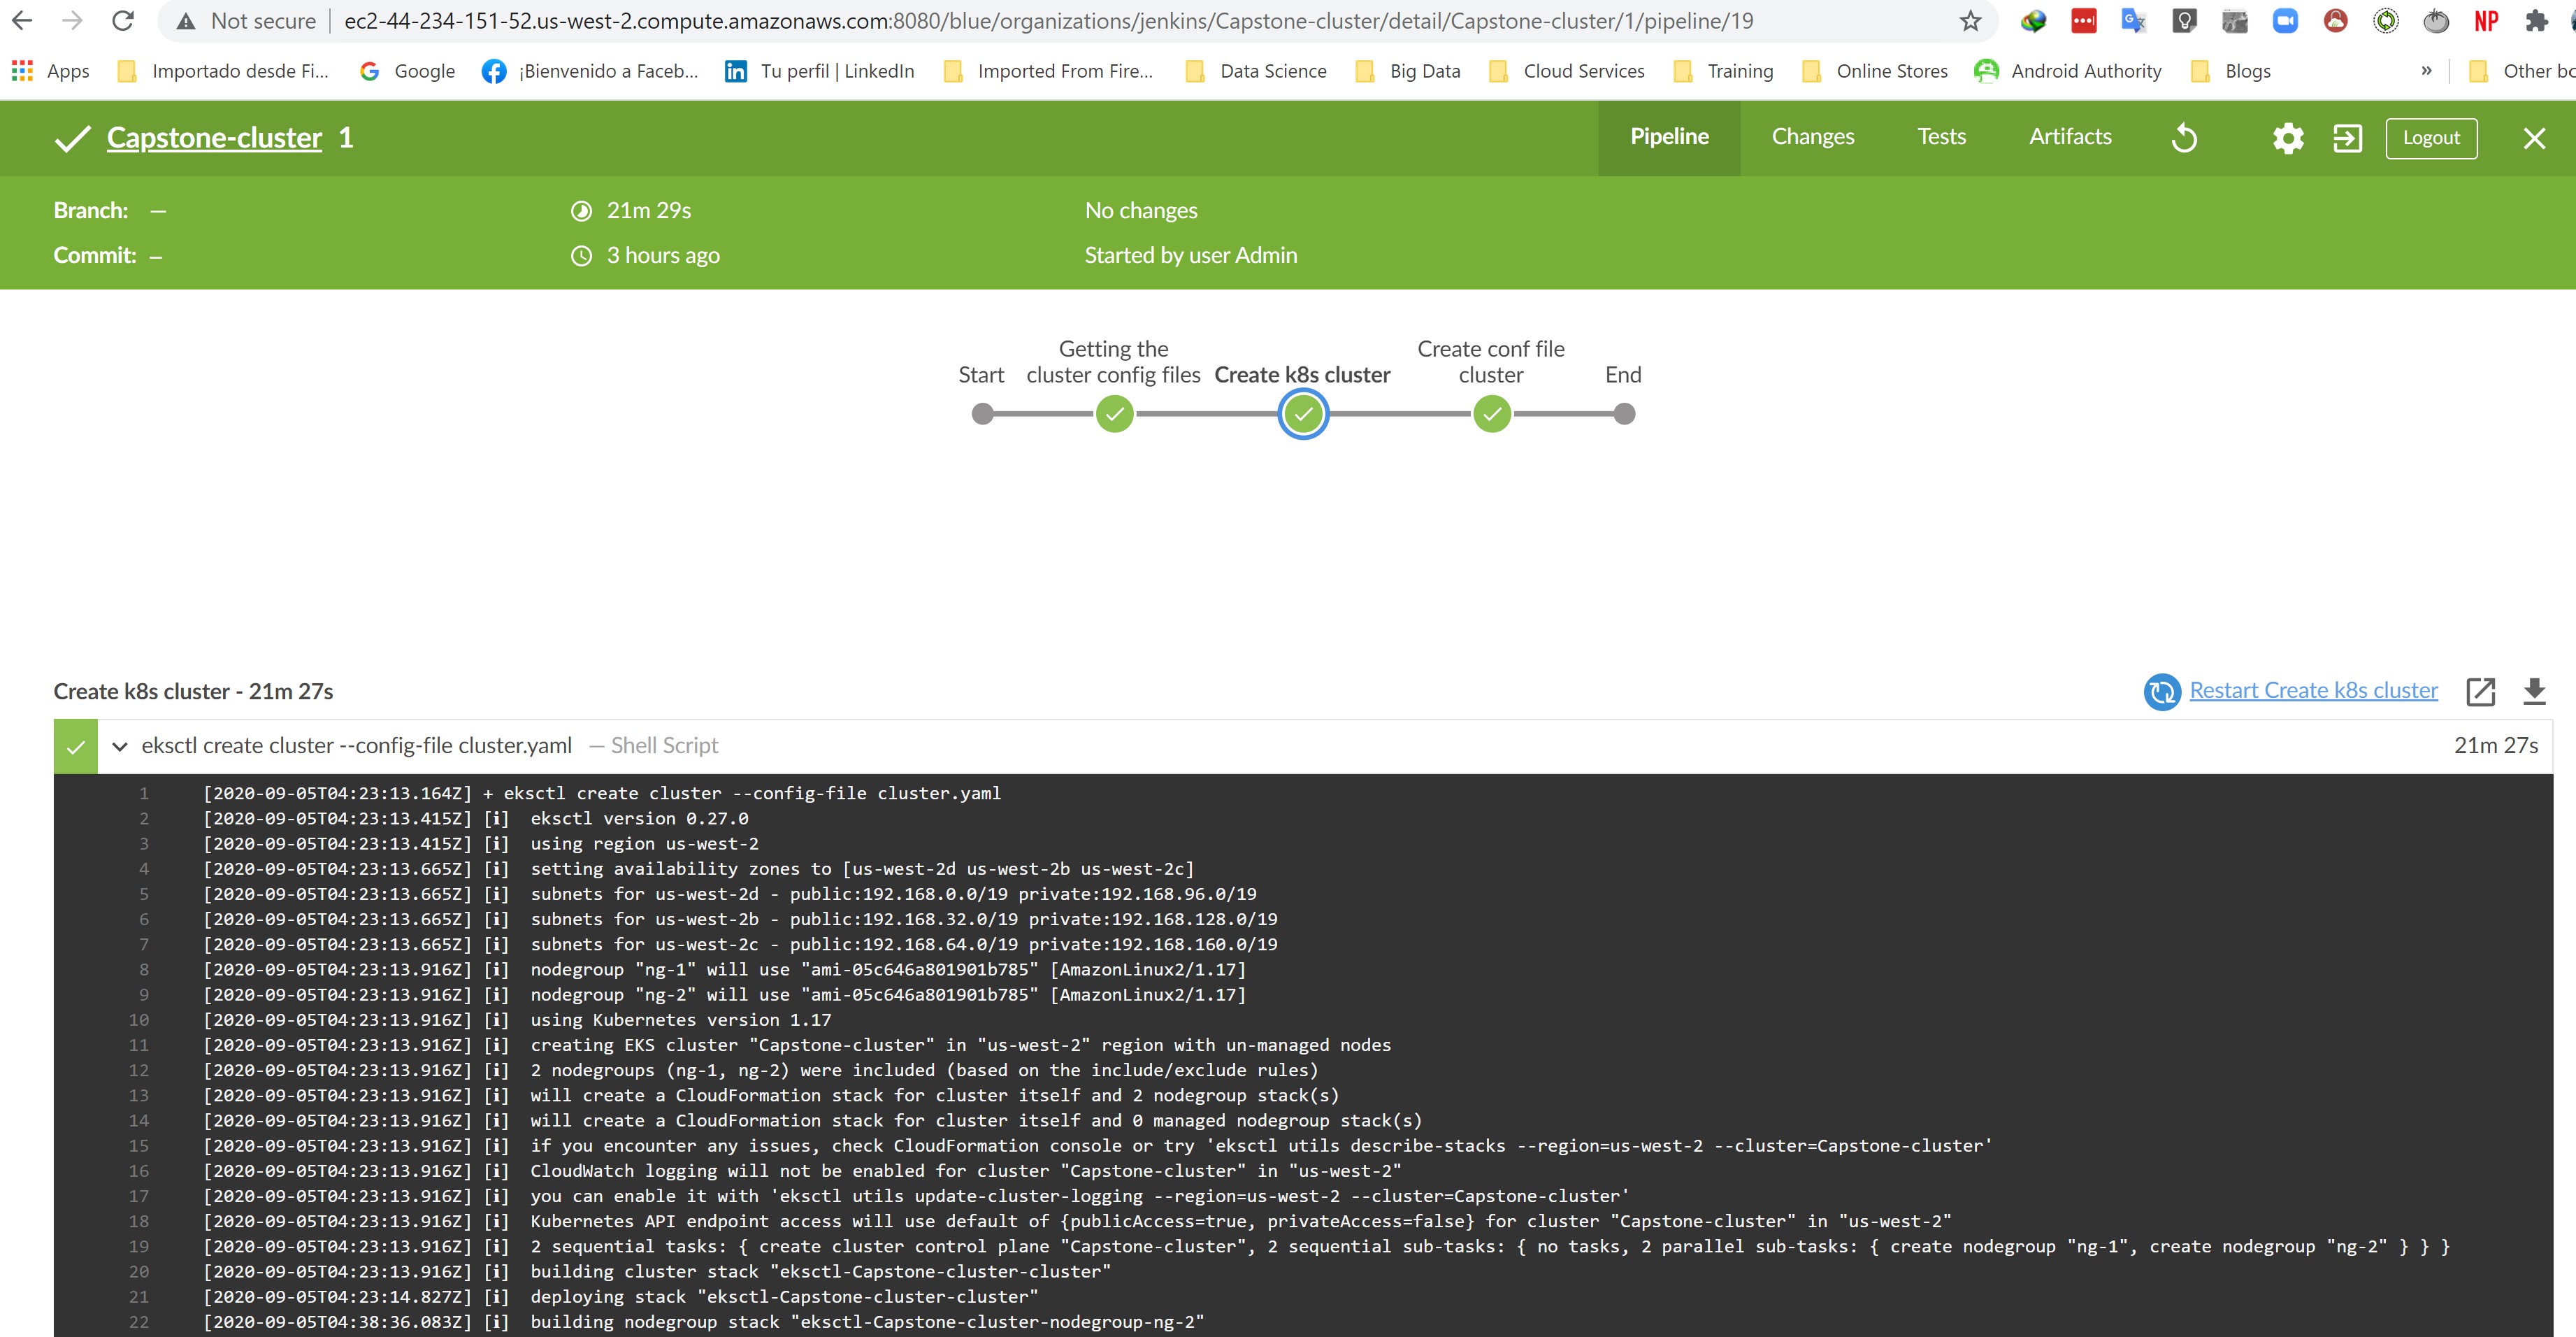 Not secure | ec2-44-234-151-52.us-west-2.compute.amazonaws.com:8080/blue/organizations/jenkins/Capstone-cluster/detail/Capstone-cluster/1/pipeline/19
NP
Apps Importado desde Fi... Google ¡Bienvenido a Faceb... Tu perfil | LinkedIn Imported From Fire... Data Science Big Data Cloud Services Training Online Stores Android Authority Blogs » Other bo
Capstone-cluster 1 Pipeline Changes Tests Artifacts Logout
Branch: — 21m 29s No changes
Commit: — 3 hours ago Started by user Admin
Getting the Create conf file
Start cluster config files Create k8s cluster cluster End
Create k8s cluster - 21m 27s Restart Create k8s cluster
eksctl create cluster --config-file cluster.yaml — Shell Script 21m 27s
1 [2020-09-05T04:23:13.164Z] + eksctl create cluster --config-file cluster.yaml
2 [2020-09-05T04:23:13.415Z] [ℹ] eksctl version 0.27.0
3 [2020-09-05T04:23:13.415Z] [ℹ] using region us-west-2
4 [2020-09-05T04:23:13.665Z] [ℹ] setting availability zones to [us-west-2d us-west-2b us-west-2c]
5 [2020-09-05T04:23:13.665Z] [ℹ] subnets for us-west-2d - public:192.168.0.0/19 private:192.168.96.0/19
6 [2020-09-05T04:23:13.665Z] [ℹ] subnets for us-west-2b - public:192.168.32.0/19 private:192.168.128.0/19
7 [2020-09-05T04:23:13.665Z] [ℹ] subnets for us-west-2c - public:192.168.64.0/19 private:192.168.160.0/19
8 [2020-09-05T04:23:13.916Z] [ℹ] nodegroup "ng-1" will use "ami-05c646a801901b785" [AmazonLinux2/1.17]
9 [2020-09-05T04:23:13.916Z] [ℹ] nodegroup "ng-2" will use "ami-05c646a801901b785" [AmazonLinux2/1.17]
10 [2020-09-05T04:23:13.916Z] [ℹ] using Kubernetes version 1.17
11 [2020-09-05T04:23:13.916Z] [ℹ] creating EKS cluster "Capstone-cluster" in "us-west-2" region with un-managed nodes
12 [2020-09-05T04:23:13.916Z] [ℹ] 2 nodegroups (ng-1, ng-2) were included (based on the include/exclude rules)
13 [2020-09-05T04:23:13.916Z] [ℹ] will create a CloudFormation stack for cluster itself and 2 nodegroup stack(s)
14 [2020-09-05T04:23:13.916Z] [ℹ] will create a CloudFormation stack for cluster itself and 0 managed nodegroup stack(s)
15 [2020-09-05T04:23:13.916Z] [ℹ] if you encounter any issues, check CloudFormation console or try 'eksctl utils describe-stacks --region=us-west-2 --cluster=Capstone-cluster'
16 [2020-09-05T04:23:13.916Z] [ℹ] CloudWatch logging will not be enabled for cluster "Capstone-cluster" in "us-west-2"
17 [2020-09-05T04:23:13.916Z] [ℹ] you can enable it with 'eksctl utils update-cluster-logging --region=us-west-2 --cluster=Capstone-cluster'
18 [2020-09-05T04:23:13.916Z] [ℹ] Kubernetes API endpoint access will use default of {publicAccess=true, privateAccess=false} for cluster "Capstone-cluster" in "us-west-2"
19 [2020-09-05T04:23:13.916Z] [ℹ] 2 sequential tasks: { create cluster control plane "Capstone-cluster", 2 sequential sub-tasks: { no tasks, 2 parallel sub-tasks: { create nodegroup "ng-1", create nodegroup "ng-2" } } }
20 [2020-09-05T04:23:13.916Z] [ℹ] building cluster stack "eksctl-Capstone-cluster-cluster"
21 [2020-09-05T04:23:14.827Z] [ℹ] deploying stack "eksctl-Capstone-cluster-cluster"
22 [2020-09-05T04:38:36.083Z] [ℹ] building nodegroup stack "eksctl-Capstone-cluster-nodegroup-ng-2"